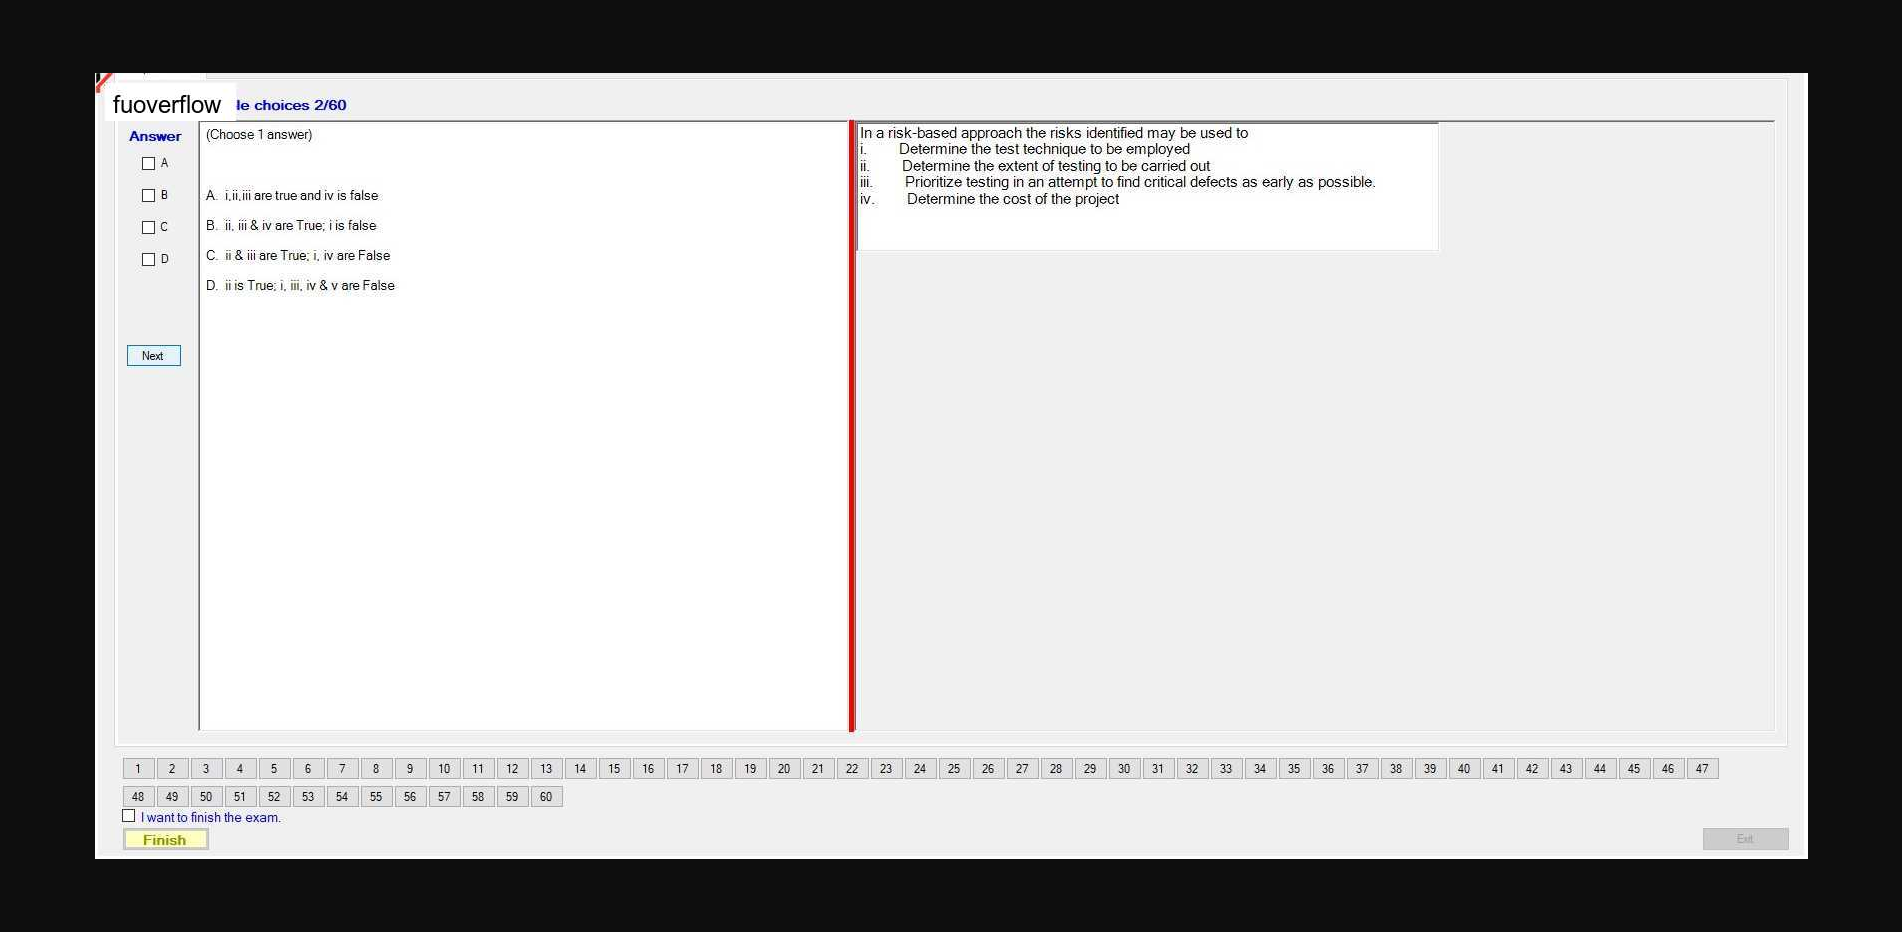 fuoverflow
le choices 2/60
Answer
A
B
C
D
Next
(Choose 1 answer)
A. i,ii,iii are true and iv is false
B. ii, iii & iv are True; i is false
C. ii & iii are True; i, iv are False
D. ii is True; i, iii, iv & v are False
In a risk-based approach the risks identified may be used to
i. Determine the test technique to be employed
ii. Determine the extent of testing to be carried out
iii. Prioritize testing in an attempt to find critical defects as early as possible.
iv. Determine the cost of the project
1 2 3 4 5 6 7 8 9 10 11 12 13 14 15 16 17 18 19 20 21 22 23 24 25 26 27 28 29 30 31 32 33 34 35 36 37 38 39 40 41 42 43 44 45 46 47
48 49 50 51 52 53 54 55 56 57 58 59 60
I want to finish the exam.
Finish
Exit